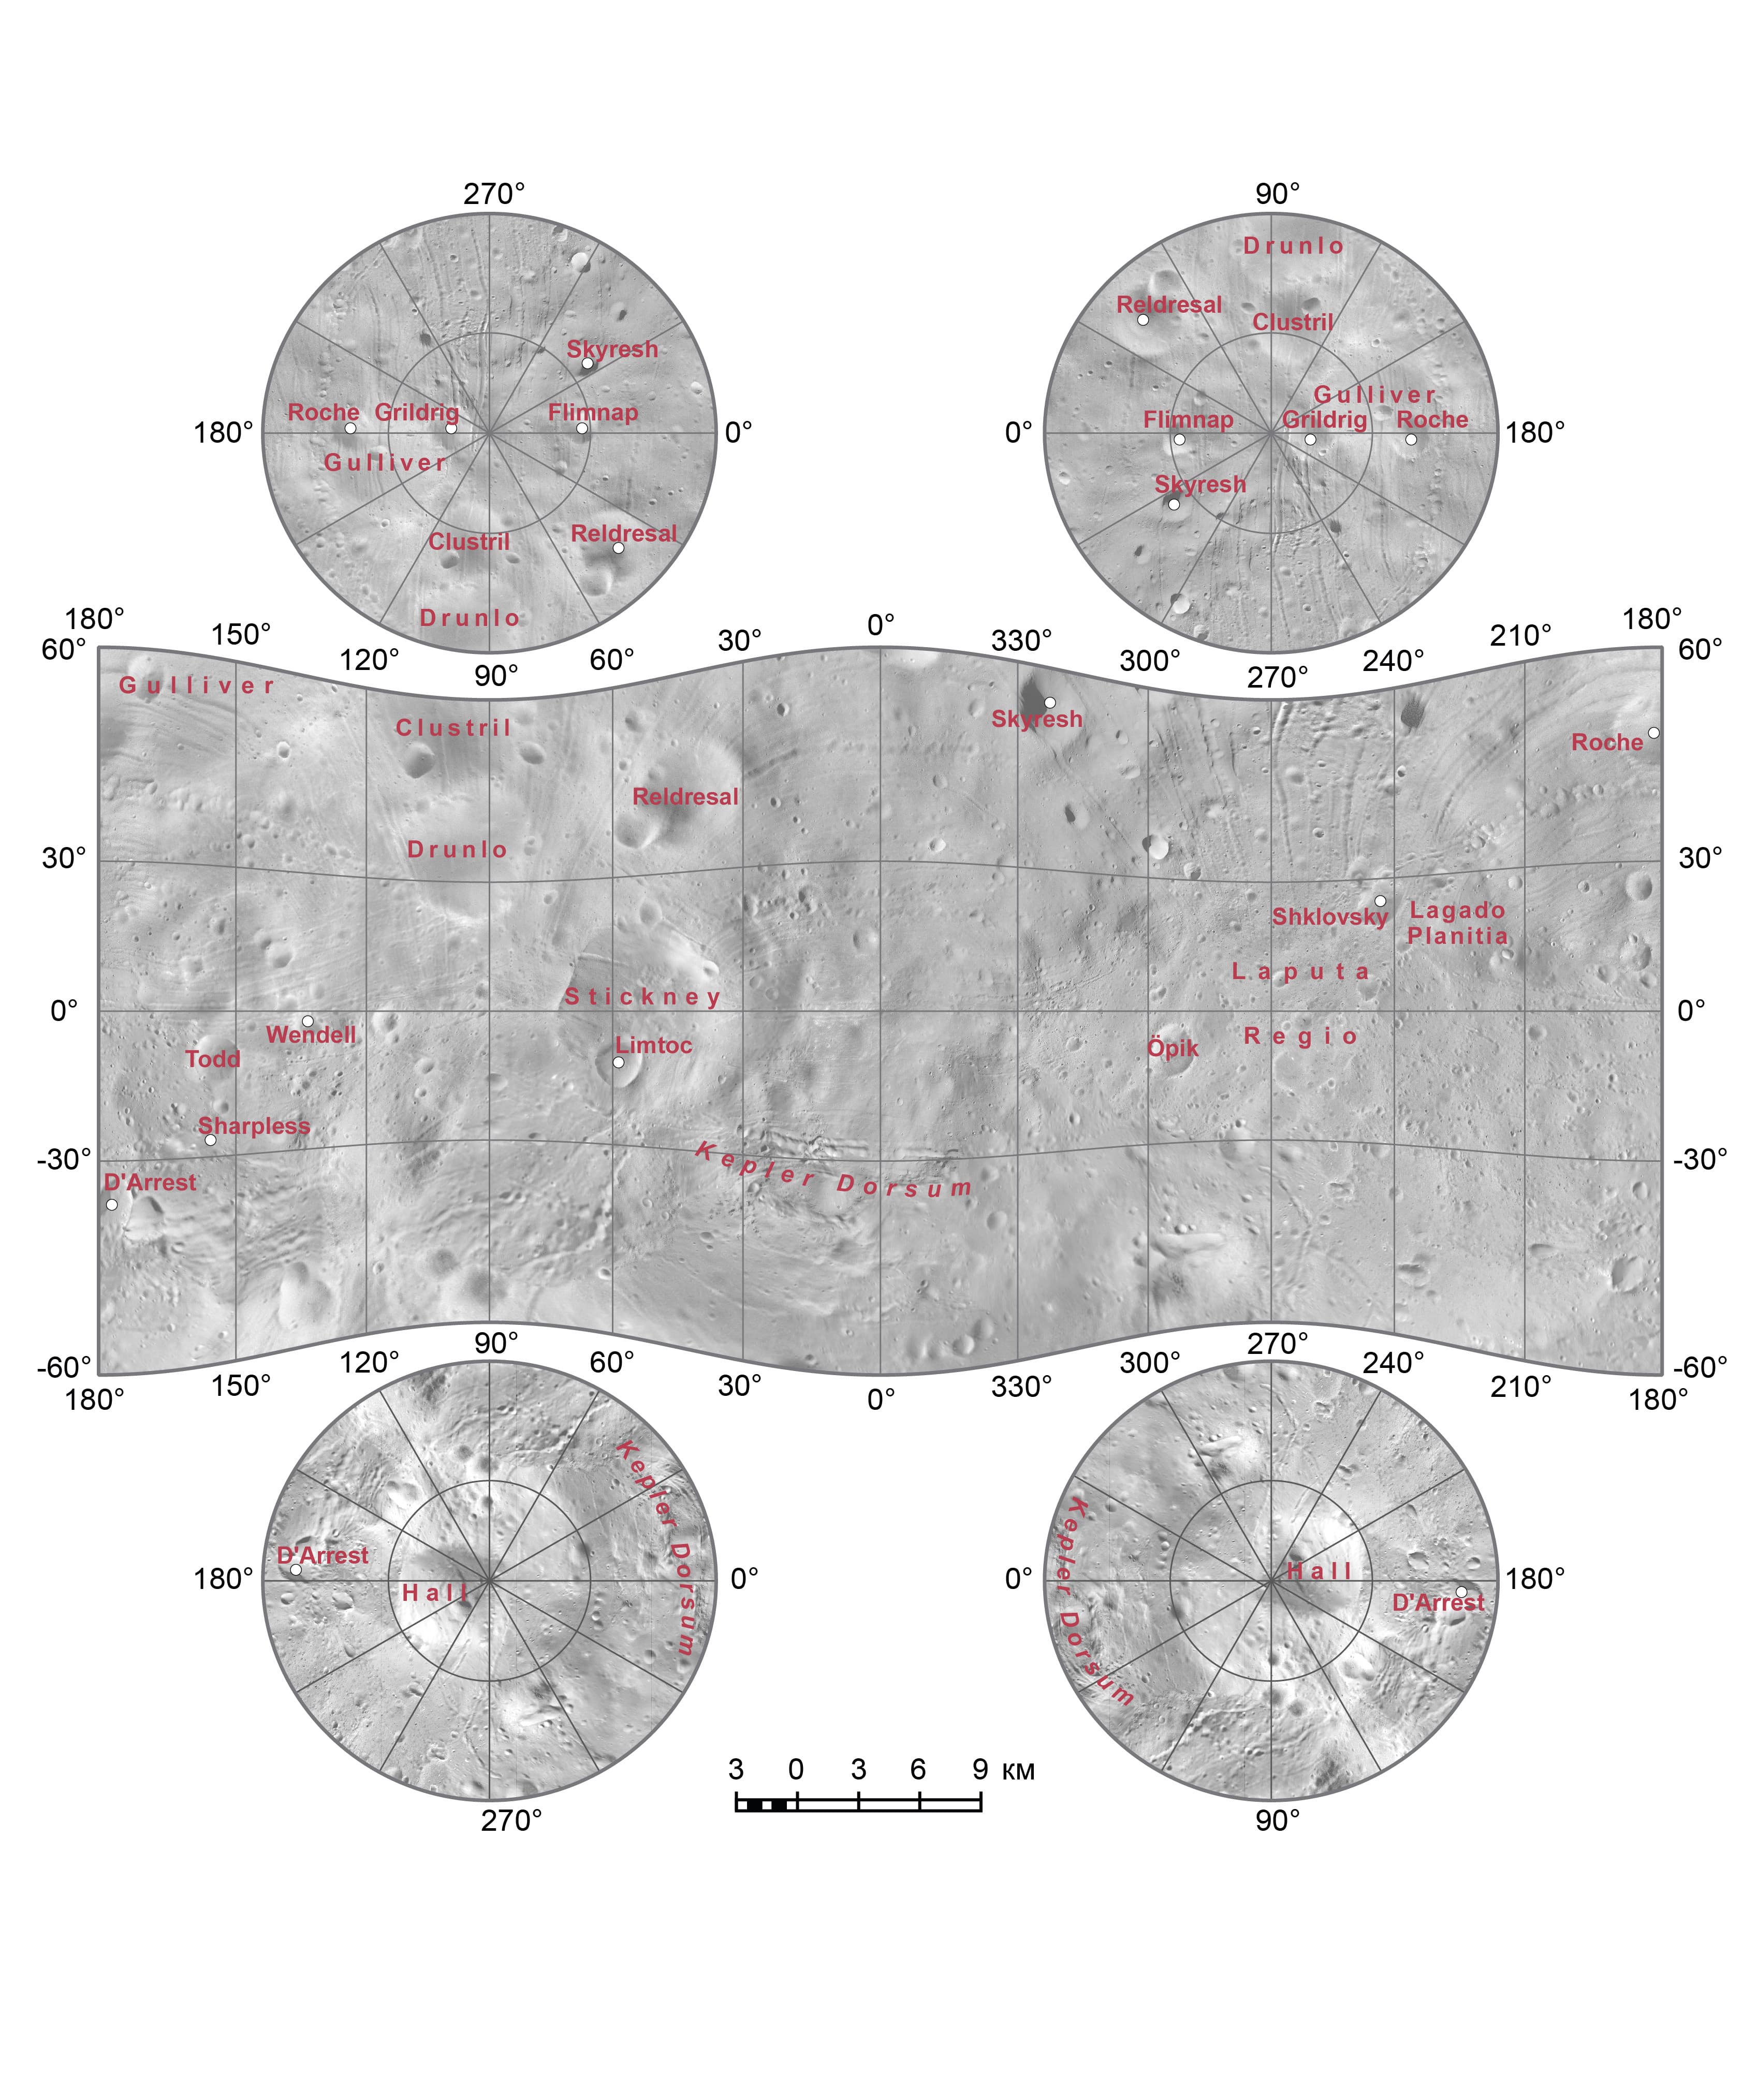 270° 90°
Drunlo
Reldresal
Clustril
Skyresh
Gulliver
Roche Grildrig Flimnap
Flimnap Grildrig Roche
180° 0° 0° 180°
Gulliver
Skyresh
Reldresal
Clustril
Drunlo
180° 150° 120° 90° 60° 30° 0° 330° 300° 270° 240° 210° 180°
60° 60°
Gulliver
Clustril
Skyresh
Roche
Reldresal
Drunlo
30° 30°
Shklovsky
Lagado
Planitia
Laputa
Stickney
0° 0°
Wendell
Regio
Todd
Limtoc
Öpik
Sharpless
Kepler Dorsum
-30° -30°
D'Arrest
-60° -60°
180° 150° 120° 90° 60° 30° 0° 330° 300° 270° 240° 210° 180°
Kepler Dorsum
Kepler Dorsum
D'Arrest
Hall
180° 0° 0° 180°
Hall
D'Arrest
3 0 3 6 9 км
270° 90°